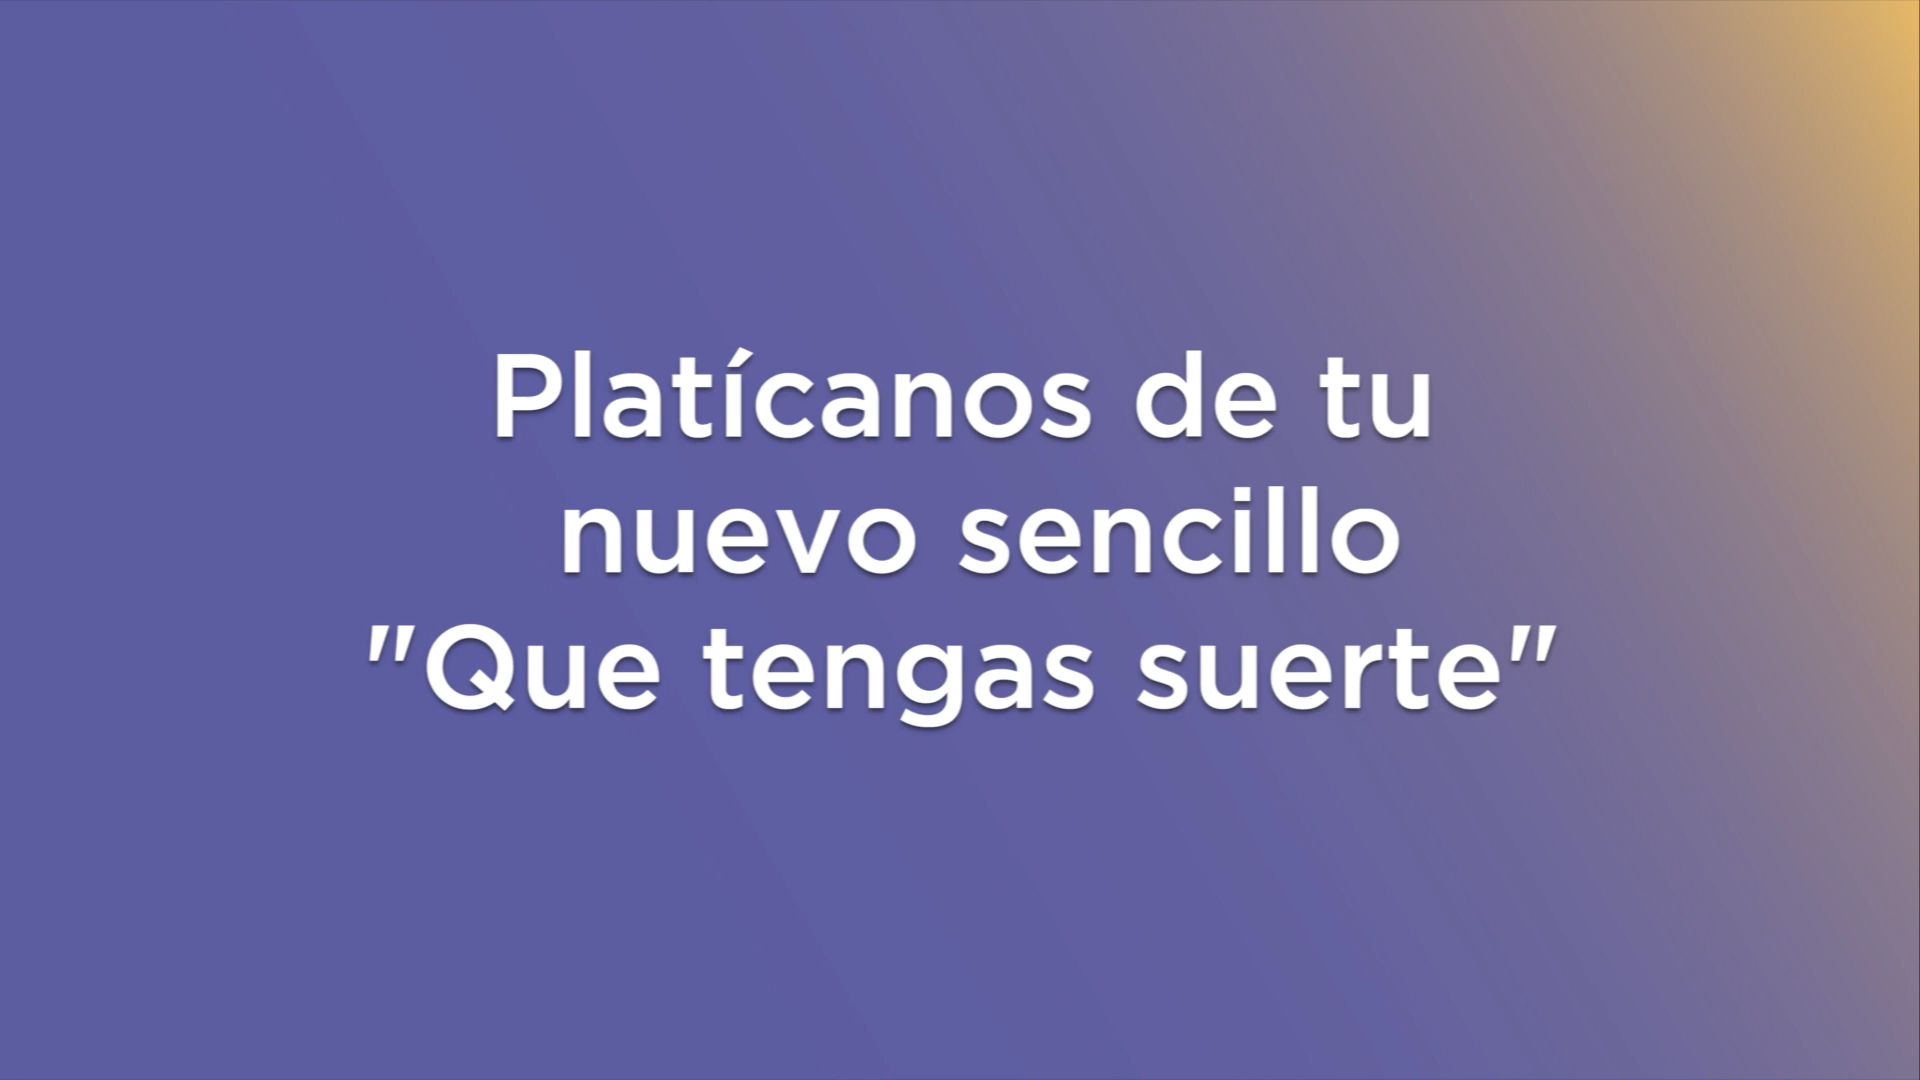 Platícanos de tu
nuevo sencillo
"Que tengas suerte"